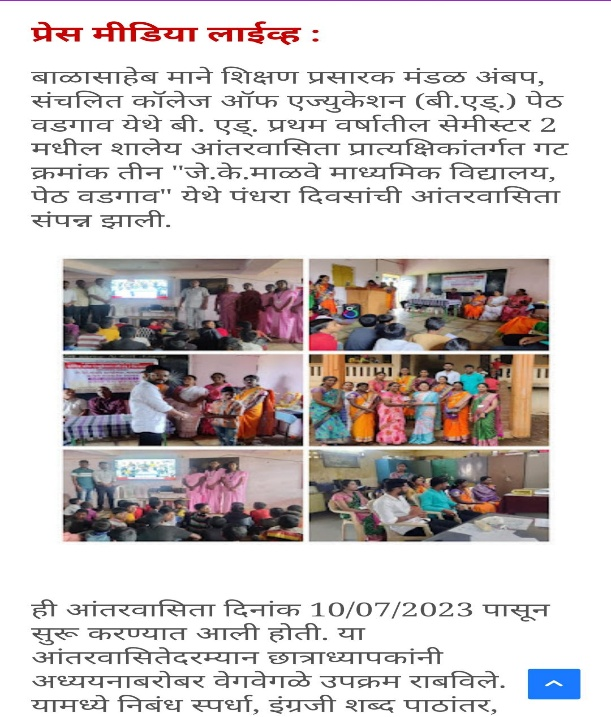 प्रेस मीडिया लाईव्ह :
बाळासाहेब माने शिक्षण प्रसारक मंडळ अंबप,
संचलित कॉलेज ऑफ एज्युकेशन (बी.एड्.) पेठ
वडगाव येथे बी. एड्. प्रथम वर्षातील सेमीस्टर 2
मधील शालेय आंतरवासिता प्रात्यक्षिकांतर्गत गट
क्रमांक तीन "जे.के.माळवे माध्यमिक विद्यालय,
पेठ वडगाव" येथे पंधरा दिवसांची आंतरवासिता
संपन्न झाली.
ही आंतरवासिता दिनांक 10/07/2023 पासून
सुरू करण्यात आली होती. या
आंतरवासितेदरम्यान छात्राध्यापकांनी
अध्ययनाबरोबर वेगवेगळे उपक्रम राबविले.
यामध्ये निबंध स्पर्धा, इंग्रजी शब्द पाठांतर,